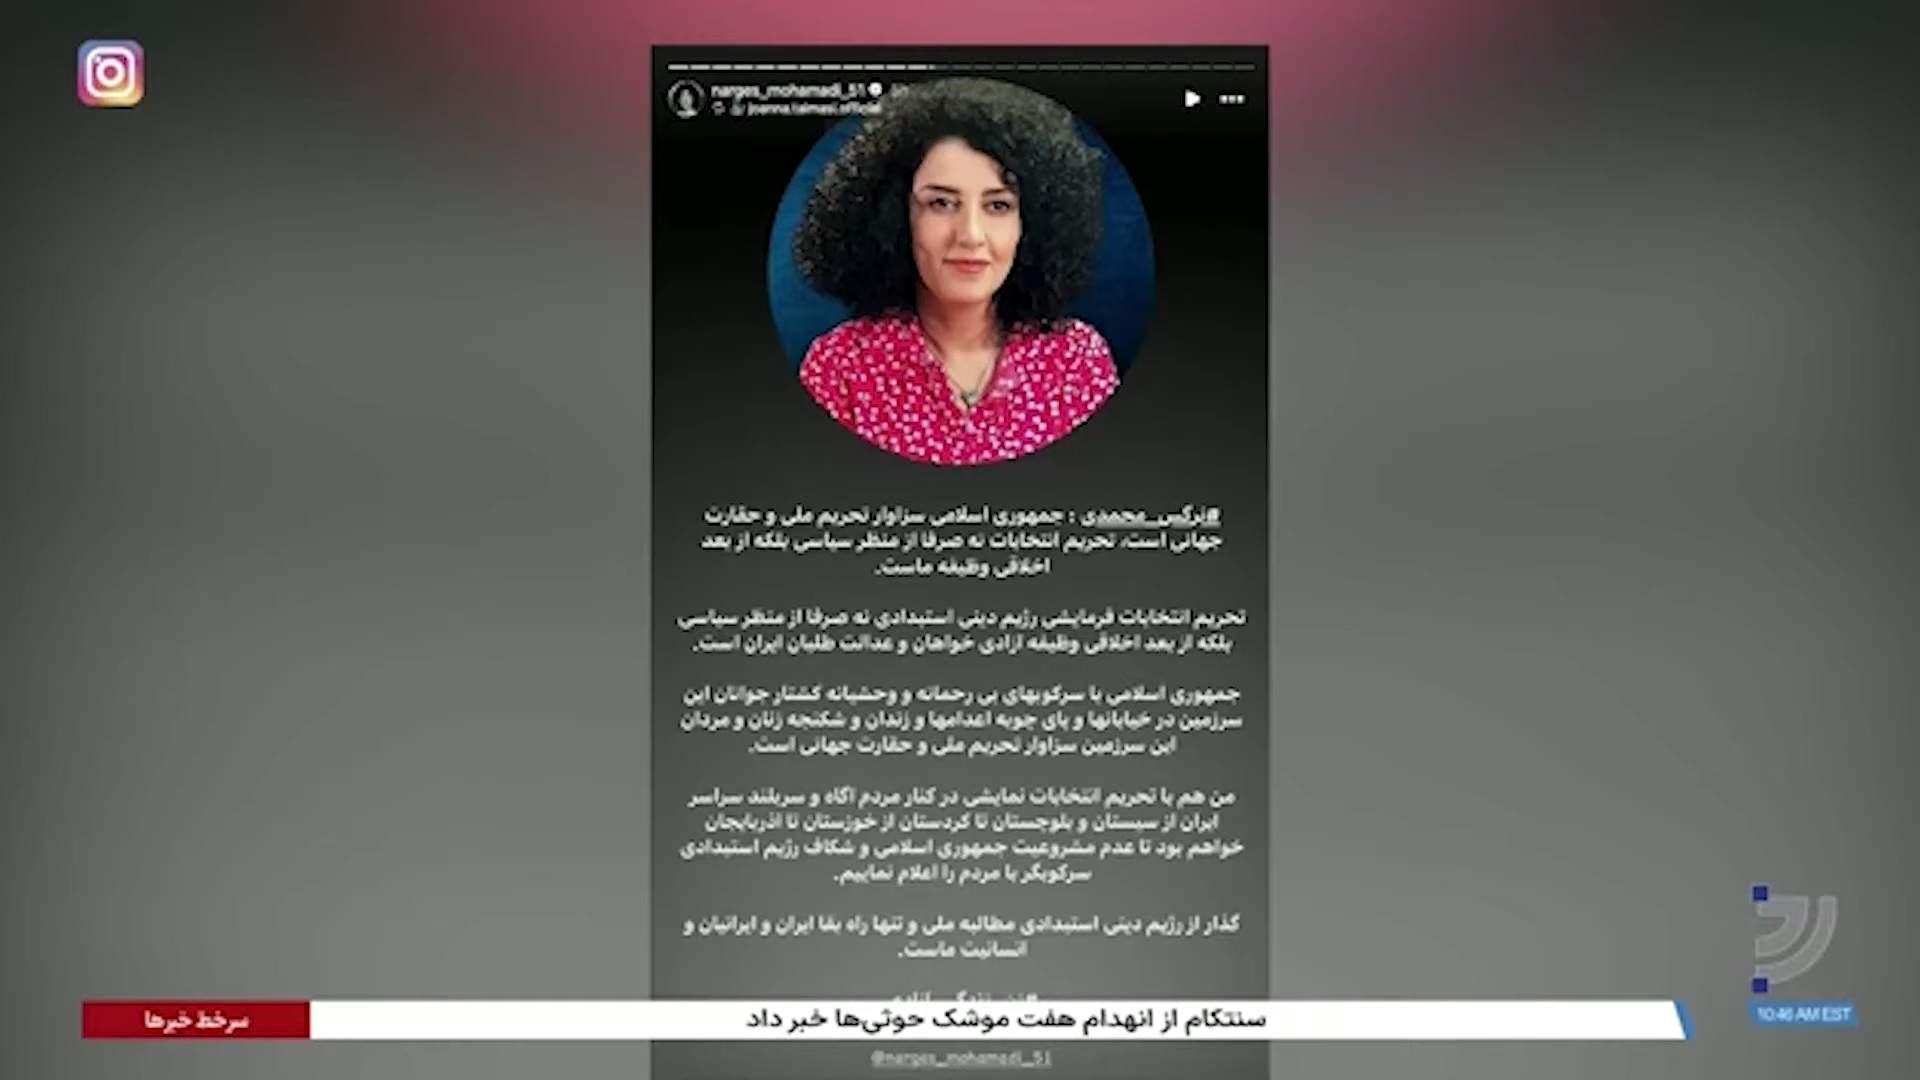 narges_mohamadi_51
joanna.taimasi.official
#نرگس_محمدی : جمهوری اسلامی سزاوار تحریم ملی و حقارت
جهانی است، تحریم انتخابات نه صرفا از منظر سیاسی بلکه از بعد
اخلاقی وظیفه ماست.
تحریم انتخابات فرمایشی رژیم دینی استبدادی نه صرفا از منظر سیاسی
بلکه از بعد اخلاقی وظیفه آزادی خواهان و عدالت طلبان ایران است.
جمهوری اسلامی با سرکوبهای بی رحمانه و وحشیانه کشتار جوانان این
سرزمین در خیابانها و پای چوبه اعدامها و زندان و شکنجه زنان و مردان
این سرزمین سزاوار تحریم ملی و حقارت جهانی است.
من هم با تحریم انتخابات نمایشی در کنار مردم آگاه و سربلند سراسر
ایران از سیستان و بلوچستان تا کردستان از خوزستان تا آذربایجان
خواهم بود تا عدم مشروعیت جمهوری اسلامی و شکاف رژیم استبدادی
سرکوبگر با مردم را اعلام نماییم.
گذار از رژیم دینی استبدادی مطالبه ملی و تنها راه بقا ایران و ایرانیان و
انسانیت ماست.
سرخط خبرها
سنتکام از انهدام هفت موشک حوثی‌ها خبر داد
10:46 AM EST
@narges_mohamadi_51